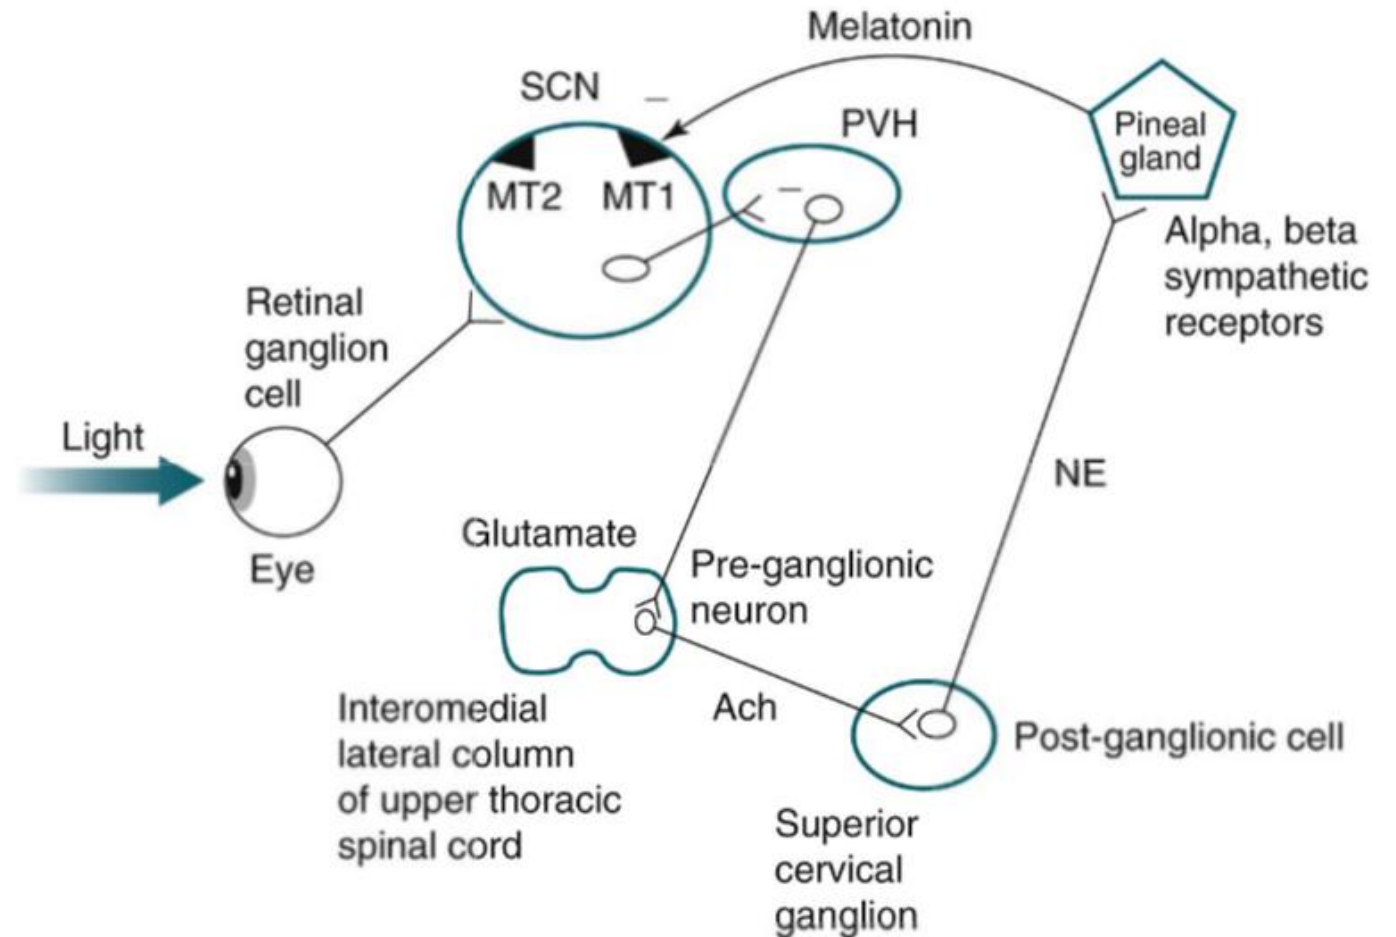 Melatonin
SCN
–
PVH
Pineal
gland
MT2
MT1
–
Alpha, beta
sympathetic
receptors
Retinal
ganglion
cell
Light
Eye
NE
Glutamate
Pre-ganglionic
neuron
Interomedial
lateral column
of upper thoracic
spinal cord
Ach
Post-ganglionic cell
Superior
cervical
ganglion